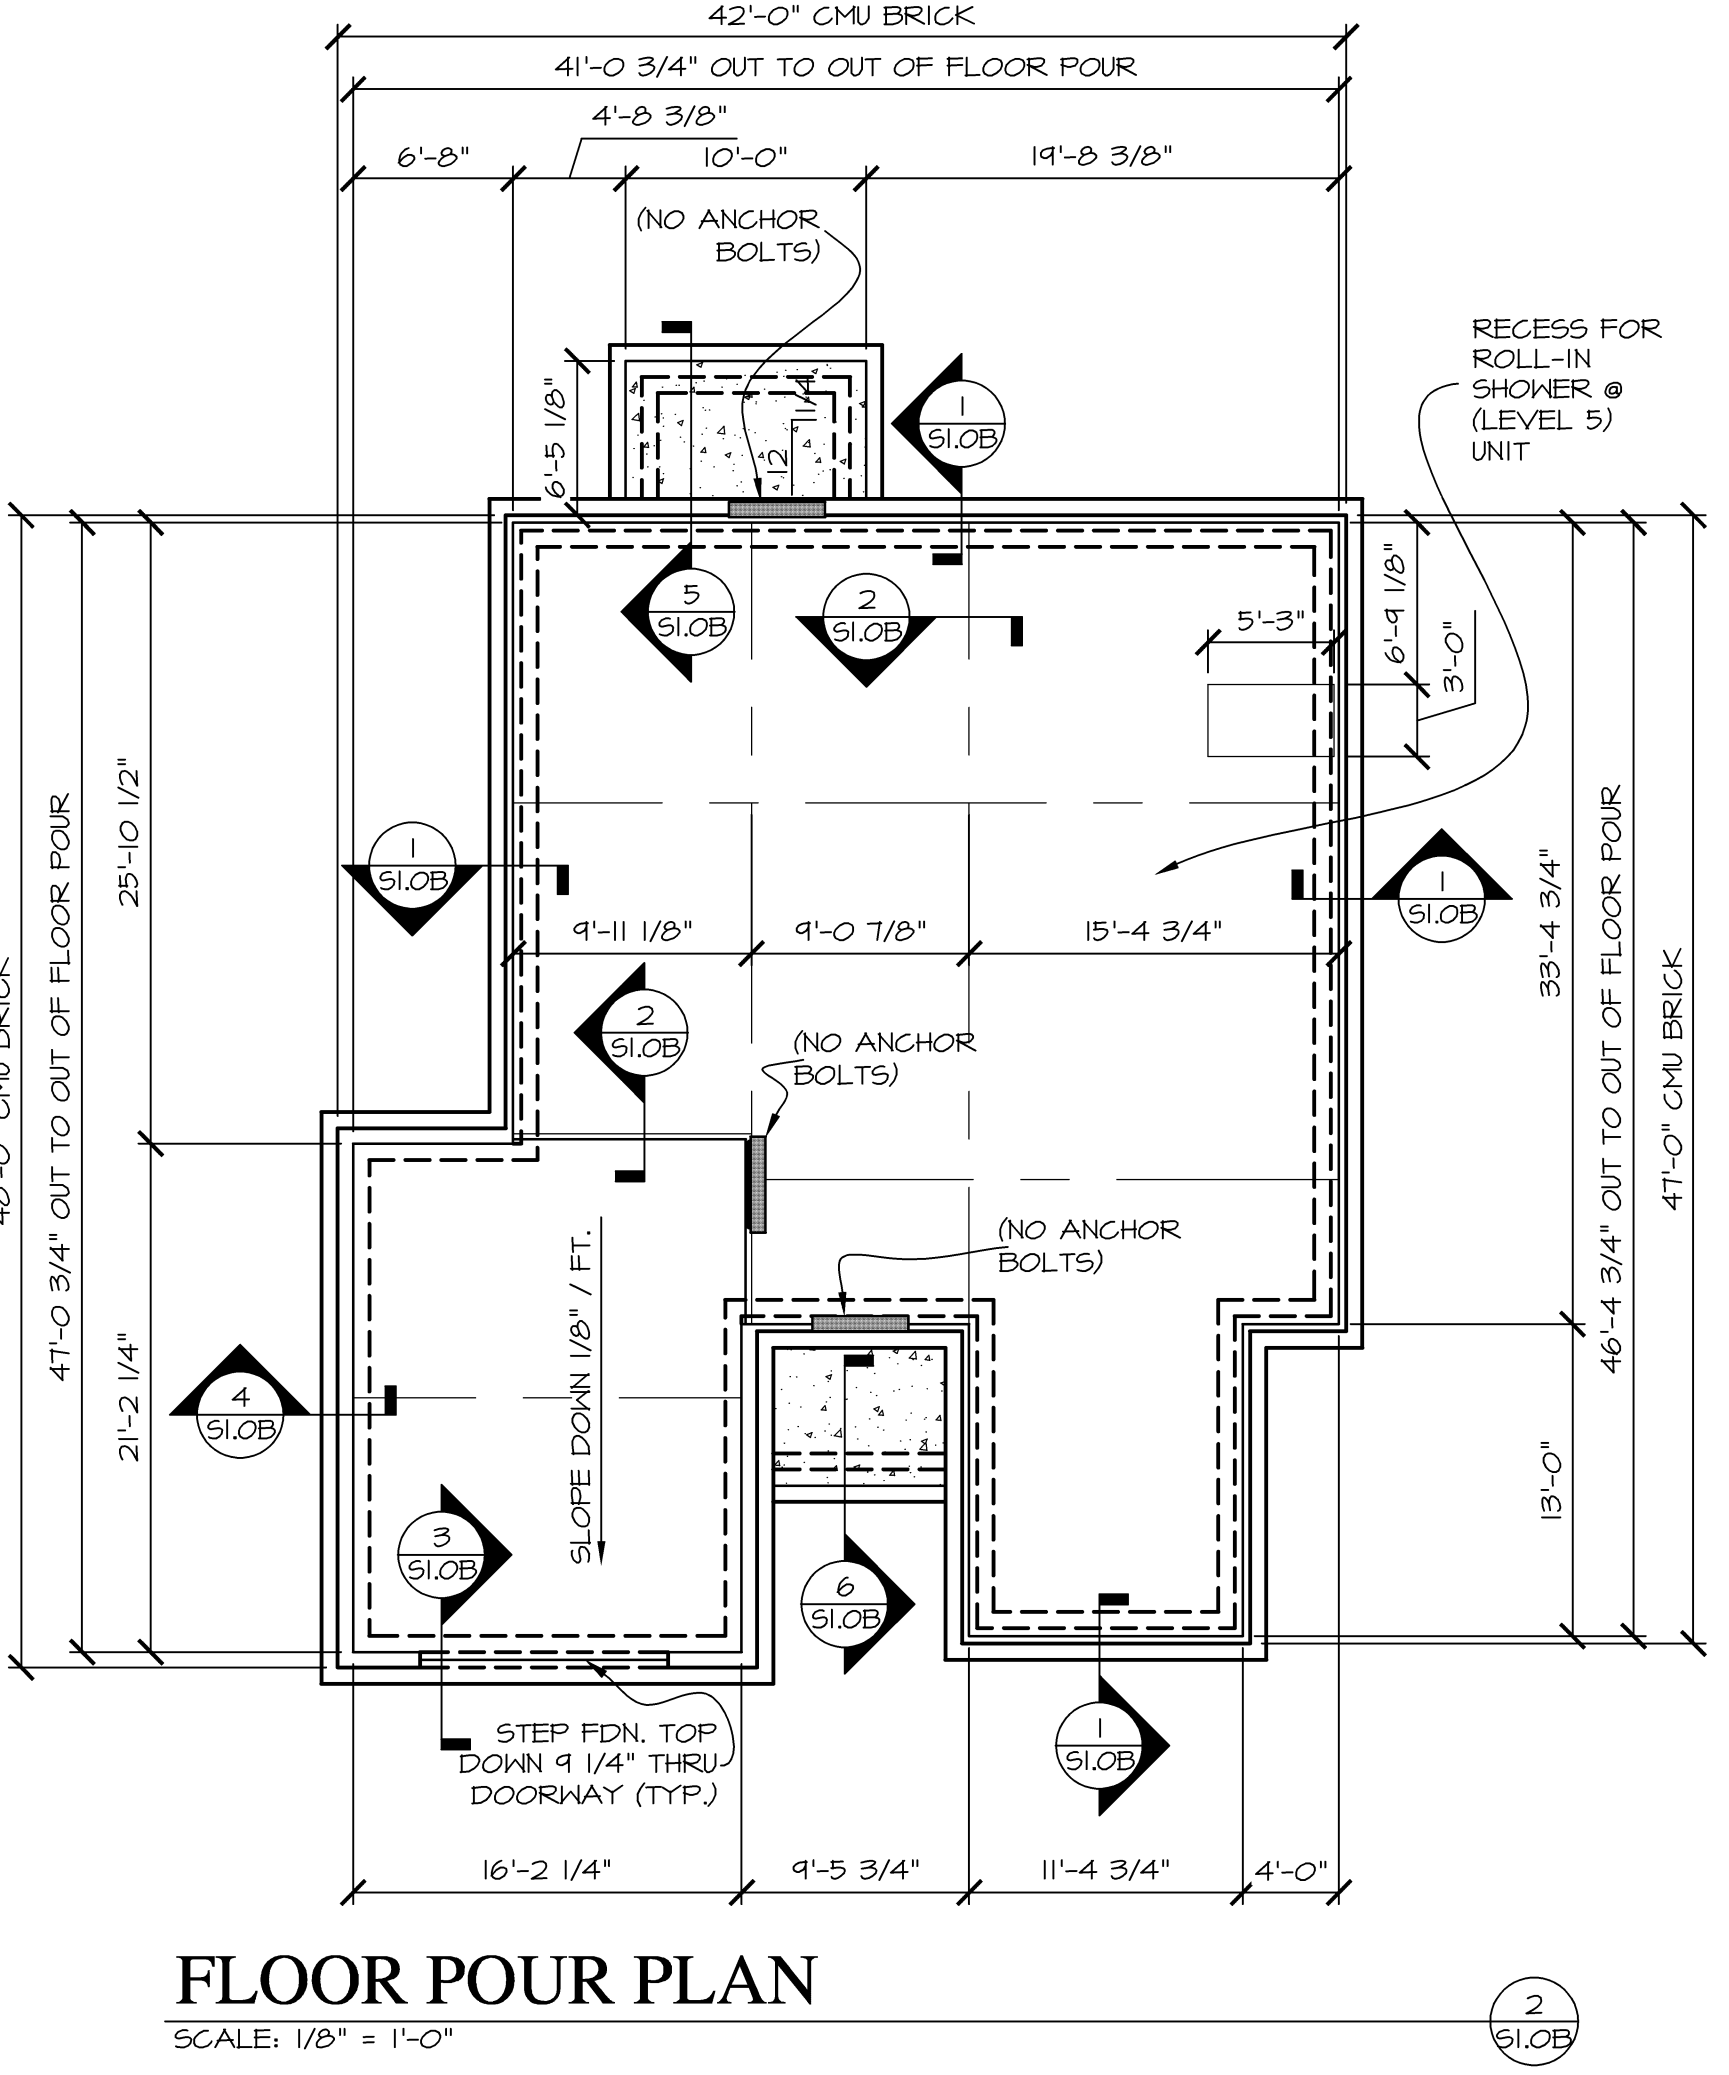 42'-0" CMU BRICK
41'-0 3/4" OUT TO OUT OF FLOOR POUR
4'-8 3/8"
6'-8"
10'-0"
19'-8 3/8"
(NO ANCHOR
BOLTS)
RECESS FOR
ROLL-IN
SHOWER @
(LEVEL 5)
UNIT
6'-5 1/8"
11/4
12
1
S1.0B
5
S1.0B
2
S1.0B
5'-3"
6'-9 1/8"
3'-0"
25'-10 1/2"
47'-0 3/4" OUT TO OUT OF FLOOR POUR
CMU BRICK
1
S1.0B
1
S1.0B
33'-4 3/4"
46'-4 3/4" OUT TO OUT OF FLOOR POUR
47'-0" CMU BRICK
9'-11 1/8"
9'-0 7/8"
15'-4 3/4"
2
S1.0B
(NO ANCHOR
BOLTS)
(NO ANCHOR
BOLTS)
SLOPE DOWN 1/8" / FT.
21'-2 1/4"
4
S1.0B
13'-0"
3
S1.0B
6
S1.0B
STEP FDN. TOP
DOWN 9 1/4" THRU
DOORWAY (TYP.)
1
S1.0B
16'-2 1/4"
9'-5 3/4"
11'-4 3/4"
4'-0"
FLOOR POUR PLAN
SCALE: 1/8" = 1'-0"
2
S1.0B